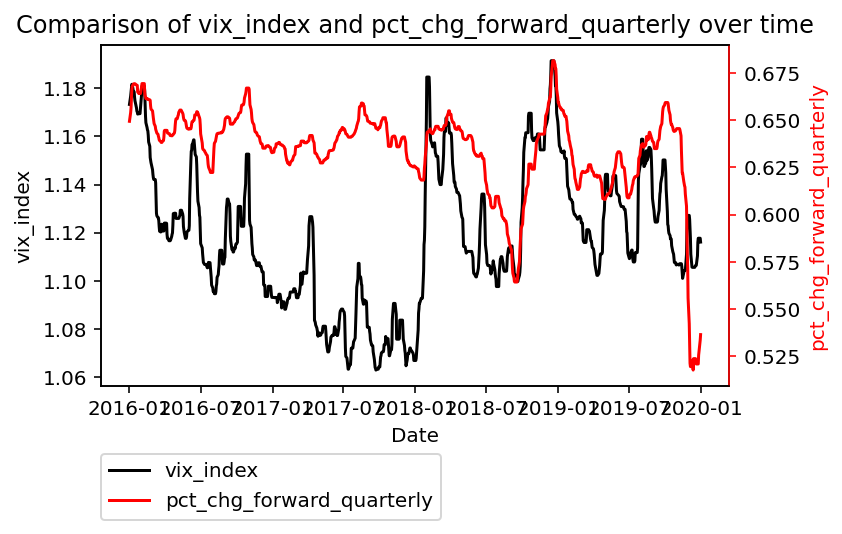 Comparison of vix_index and pct_chg_forward_quarterly over time
vix_index
1.18
1.16
1.14
1.12
1.10
1.08
1.06
0.675
0.650
0.625
0.600
0.575
0.550
0.525
pct_chg_forward_quarterly
2016-01 2016-07 2017-01 2017-07 2018-01 2018-07 2019-01 2019-07 2020-01
Date
vix_index
pct_chg_forward_quarterly